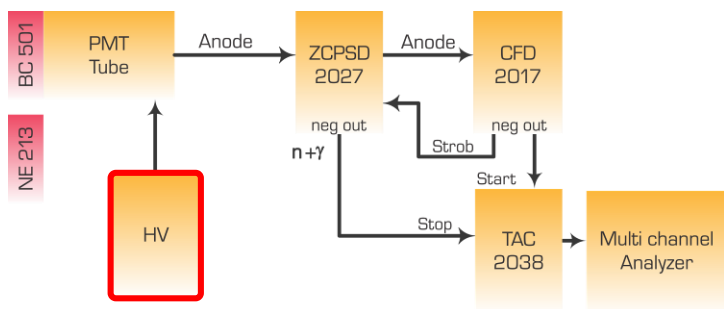 BC 501
PMT
Tube
Anode
ZCPSD
2027
Anode
CFD
2017
neg out
neg out
NE 213
n+γ
Strob
Start
HV
Stop
TAC
2038
Multi channel
Analyzer